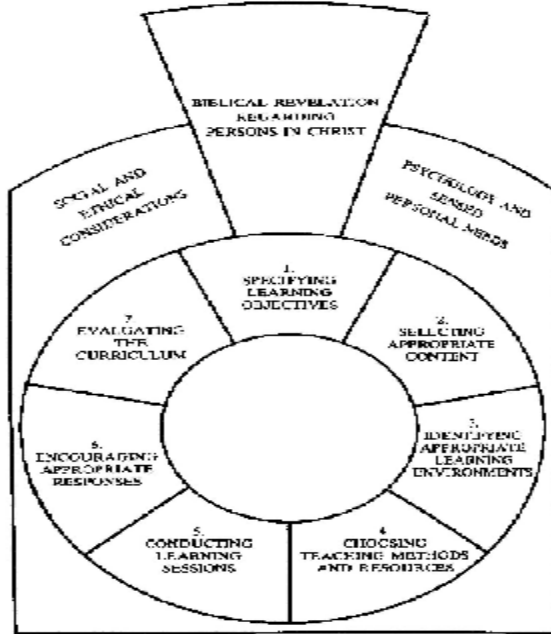 BIBLICAL REVELATION
REGARDING
PERSONS IN CHRIST
SOCIAL AND
ETHICAL
CONSIDERATIONS
PSYCHOLOGY AND
SENSED
PERSONAL NEEDS
1.
SPECIFYING
LEARNING
OBJECTIVES
2.
SELECTING
APPROPRIATE
CONTENT
3.
IDENTIFYING
APPROPRIATE
LEARNING
ENVIRONMENTS
4.
CHOOSING
TEACHING METHODS
AND RESOURCES
5.
CONDUCTING
LEARNING
SESSIONS
6.
ENCOURAGING
APPROPRIATE
RESPONSES
7.
EVALUATING
THE
CURRICULUM